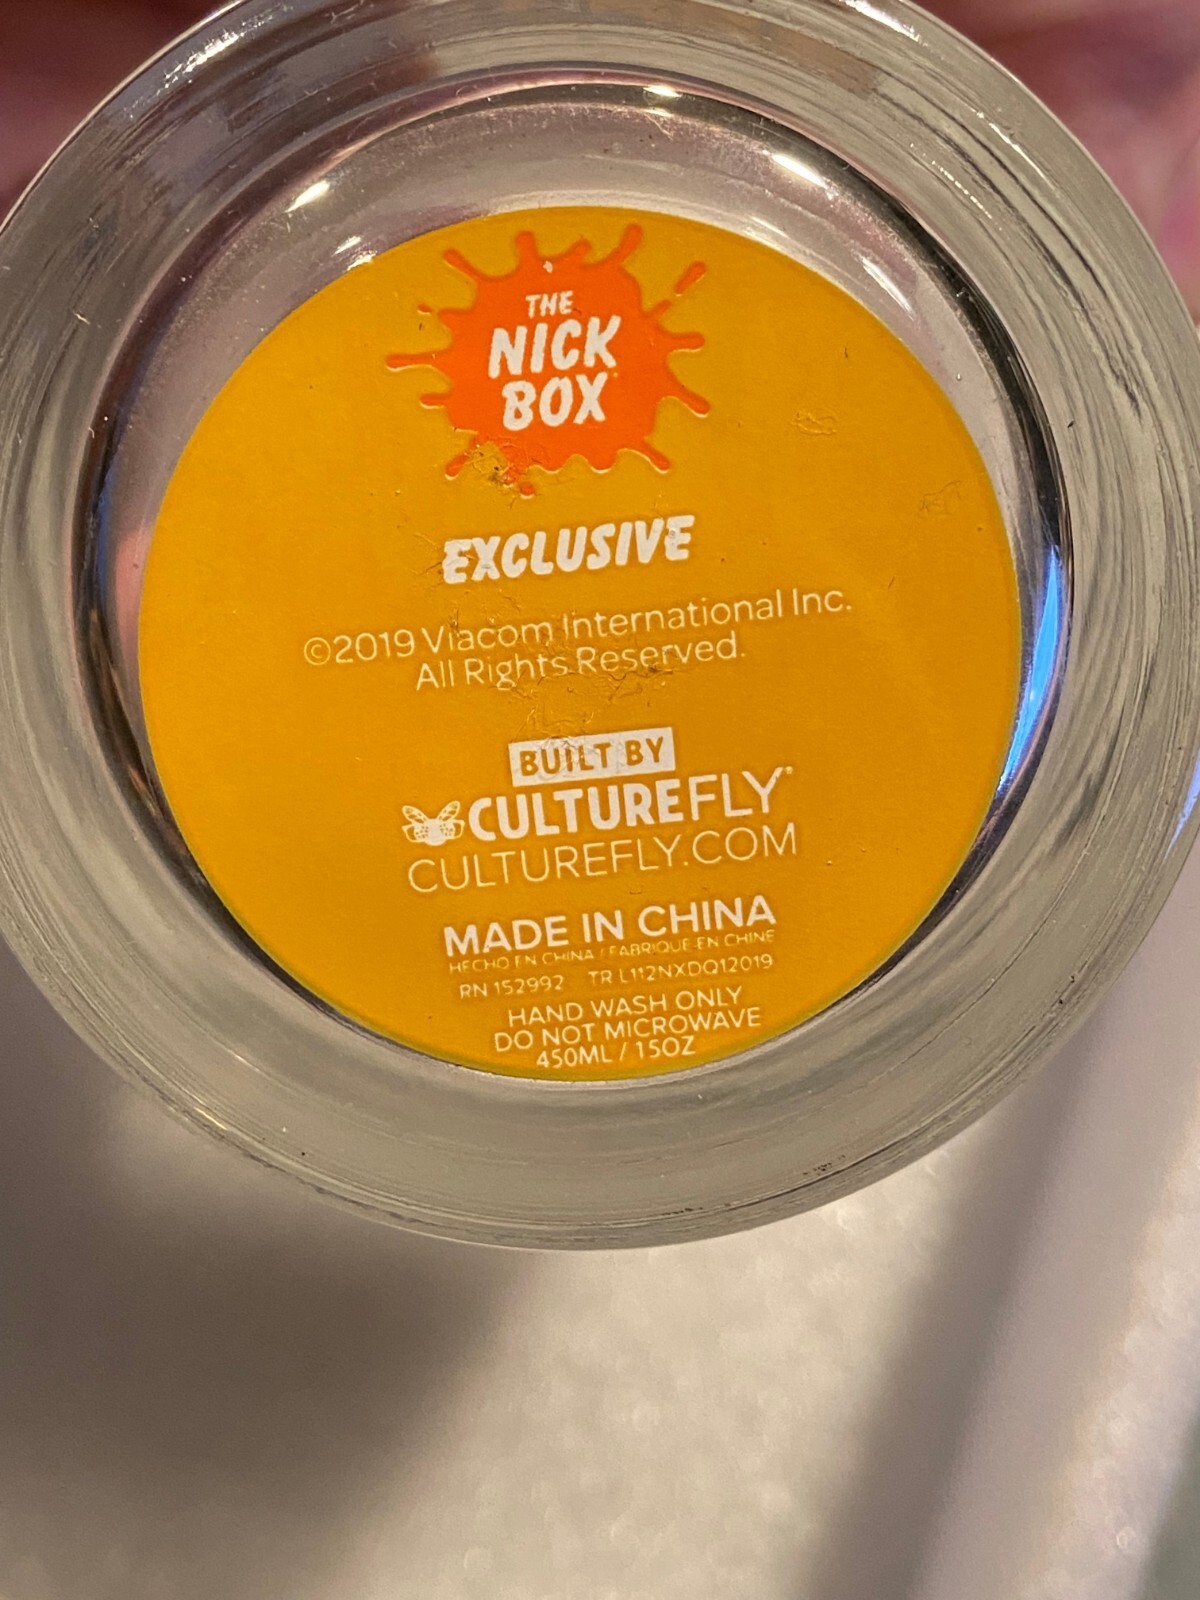 THE
NICK
BOX
EXCLUSIVE
©2019 Viacom International Inc.
All Rights Reserved.
BUILT BY
CULTUREFLY
CULTUREFLY.COM
MADE IN CHINA
HECHO EN CHINA / FABRIQUÉ EN CHINE
RN 152992 TR L112NXDQ12019
HAND WASH ONLY
DO NOT MICROWAVE
450ML / 15OZ